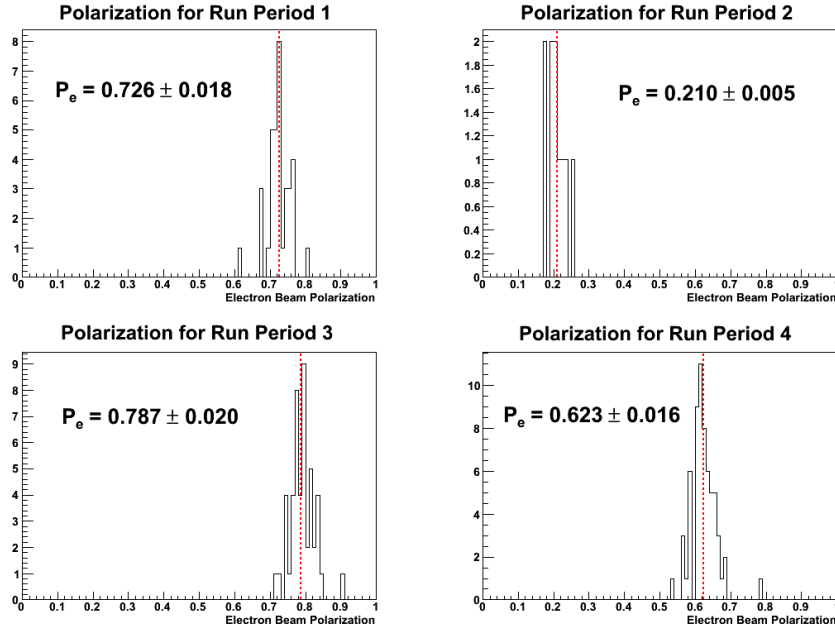 Polarization for Run Period 1
Pe = 0.726 ± 0.018
8
7
6
5
4
3
2
1
0
0 0.1 0.2 0.3 0.4 0.5 0.6 0.7 0.8 0.9 1
Electron Beam Polarization
Polarization for Run Period 2
Pe = 0.210 ± 0.005
2
1.8
1.6
1.4
1.2
1
0.8
0.6
0.4
0.2
0
0 0.1 0.2 0.3 0.4 0.5 0.6 0.7 0.8 0.9
Electron Beam Polarization
Polarization for Run Period 3
Pe = 0.787 ± 0.020
9
8
7
6
5
4
3
2
1
0
0 0.1 0.2 0.3 0.4 0.5 0.6 0.7 0.8 0.9 1
Electron Beam Polarization
Polarization for Run Period 4
Pe = 0.623 ± 0.016
10
8
6
4
2
0
0 0.1 0.2 0.3 0.4 0.5 0.6 0.7 0.8 0.9
Electron Beam Polarization